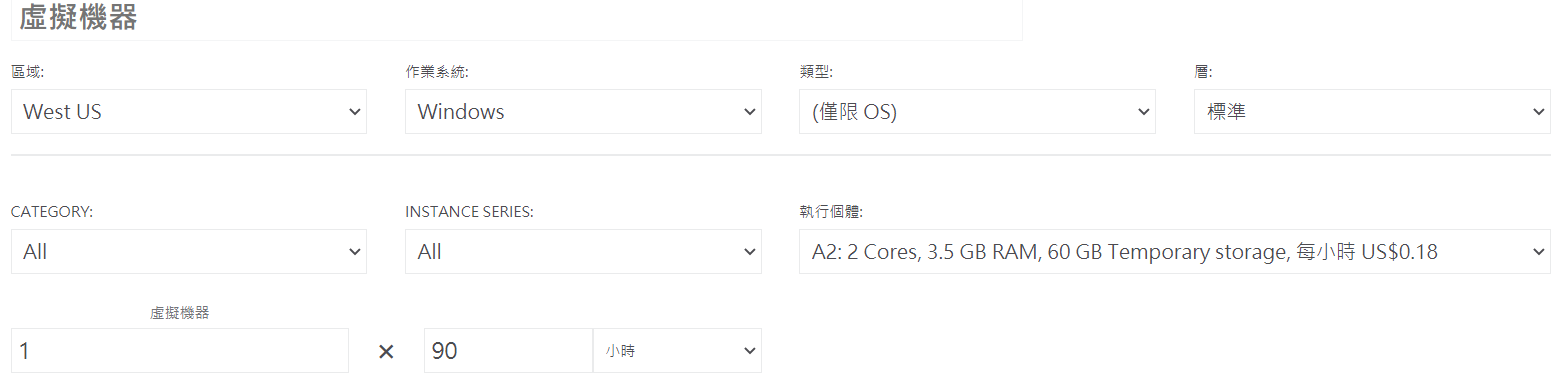 虛擬機器
區域: 作業系統: 類型: 層:
West US Windows (僅限 OS) 標準
CATEGORY: INSTANCE SERIES: 執行個體:
All All A2: 2 Cores, 3.5 GB RAM, 60 GB Temporary storage, 每小時 US$0.18
虛擬機器
1 × 90 小時